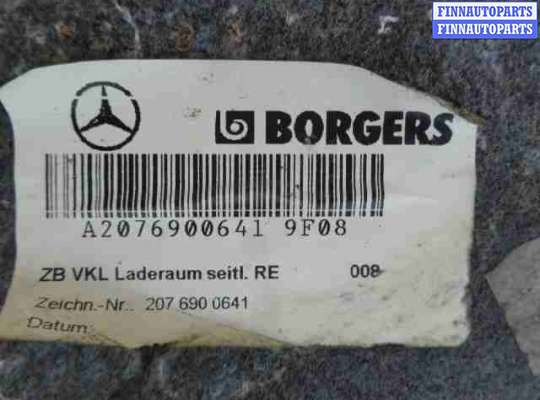 FINNAUTOPARTS
FINNAUTOPARTS
BORGERS
A2076900641 9F08
ZB VKL Laderaum seitl. RE 008
Zeichn.-Nr.. 207 690 0641
Datum: